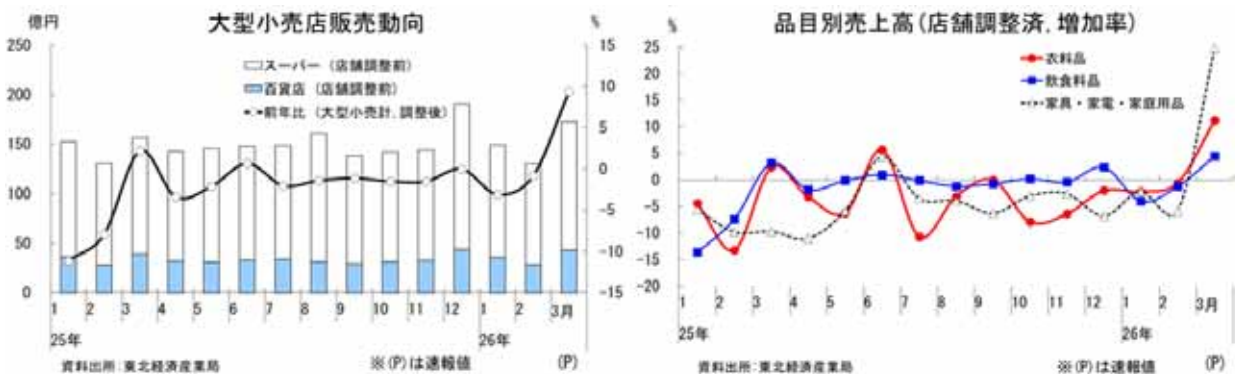 大型小売店販売動向
億円
%
250
200
150
100
50
0
15
10
5
0
-5
-10
-15
スーパー（店舗調整前）
百貨店（店舗調整前）
前年比（大型小売計，調整後）
1 2 3 4 5 6 7 8 9 10 11 12 1 2 3月
25年 26年
資料出所：東北経済産業局
※(P)は速報値
(P)
品目別売上高(店舗調整済，増加率)
%
25
20
15
10
5
0
-5
-10
-15
-20
衣料品
飲食料品
家具・家電・家庭用品
1 2 3 4 5 6 7 8 9 10 11 12 1 2 3月
25年 26年
資料出所：東北経済産業局
※(P)は速報値
(P)